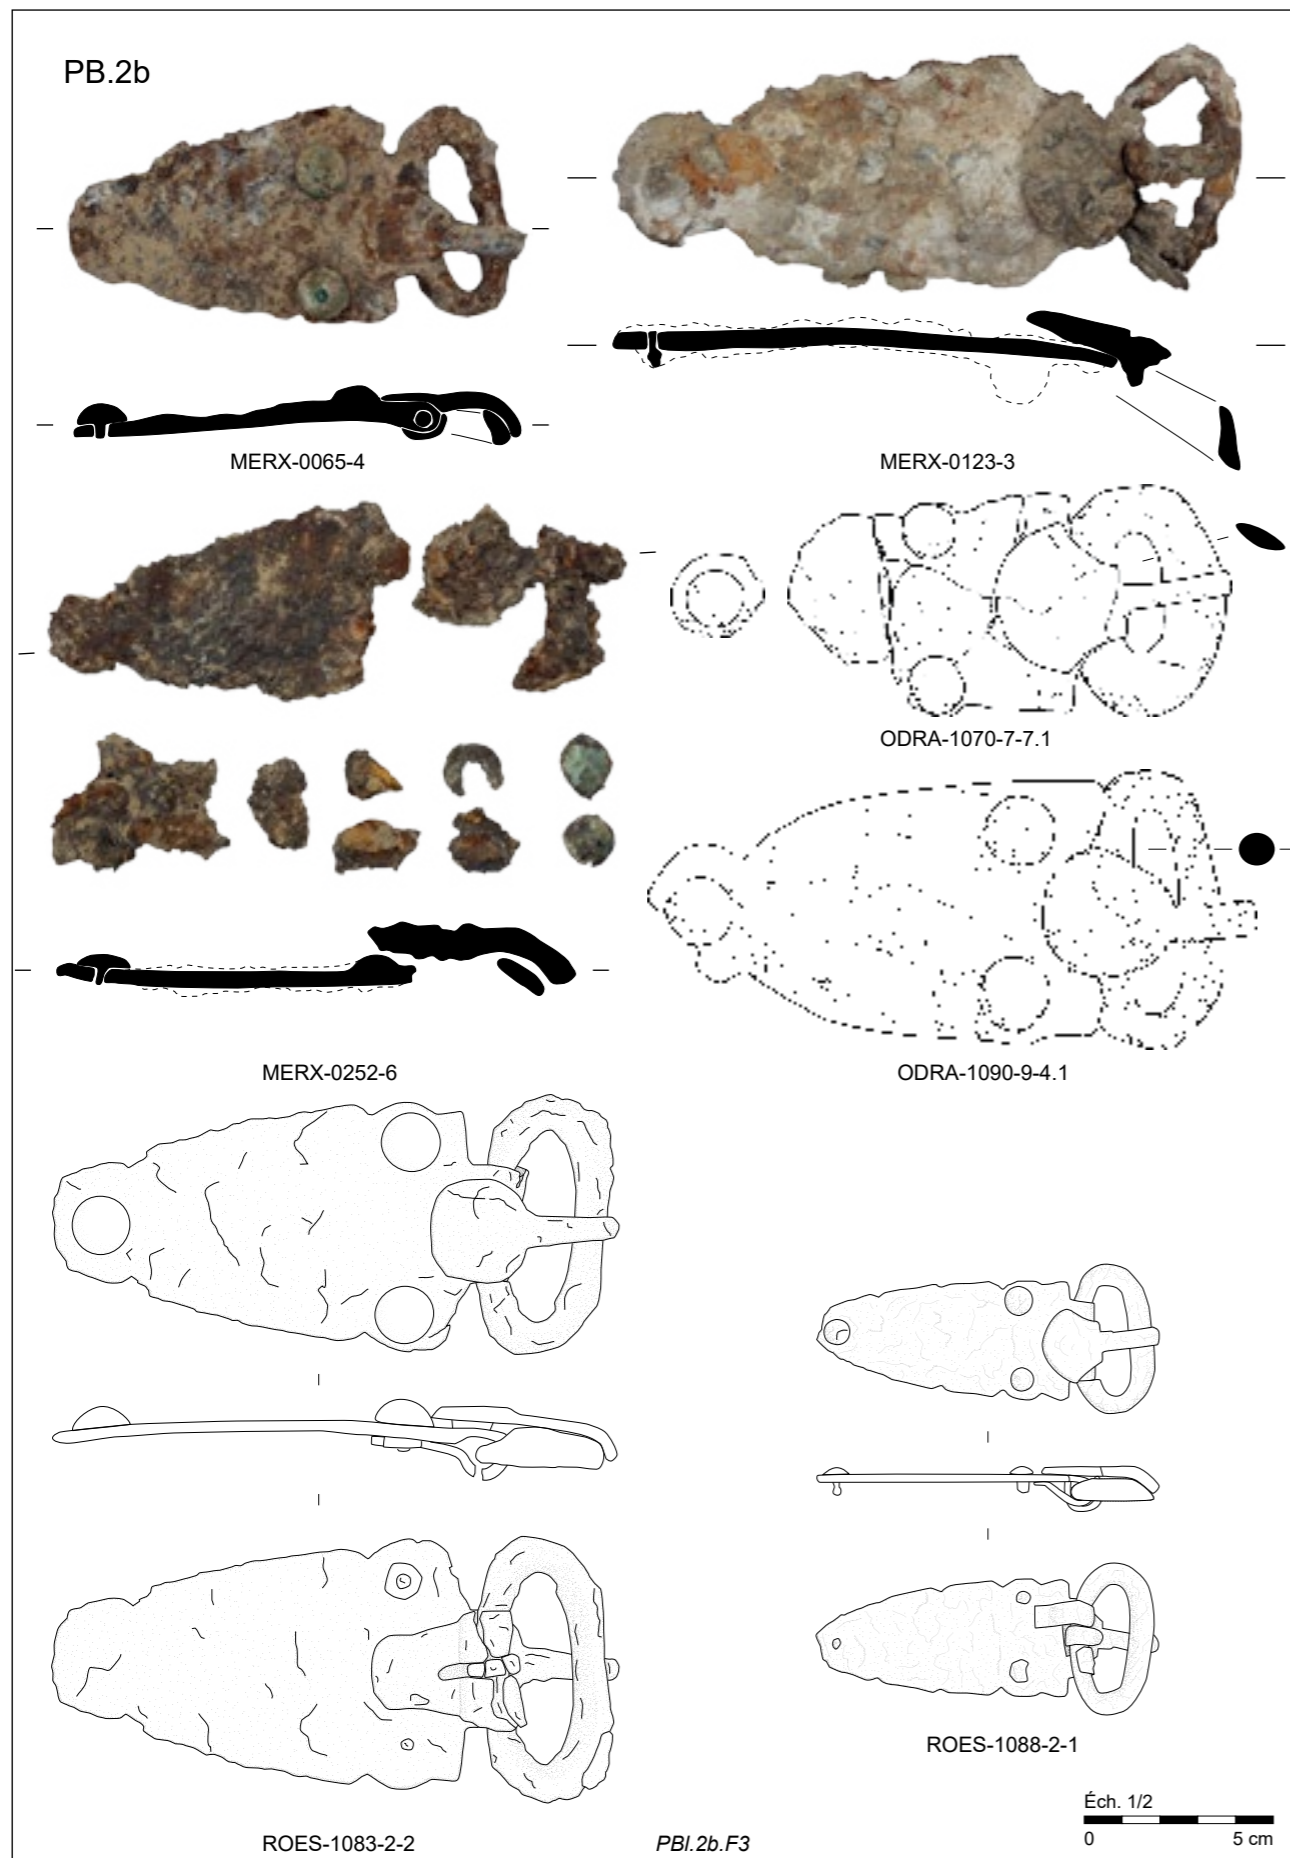 PB.2b
MERX-0065-4
MERX-0123-3
ODRA-1070-7-7.1
MERX-0252-6
ODRA-1090-9-4.1
ROES-1083-2-2
ROES-1088-2-1
PBI.2b.F3
Éch. 1/2
0 5 cm